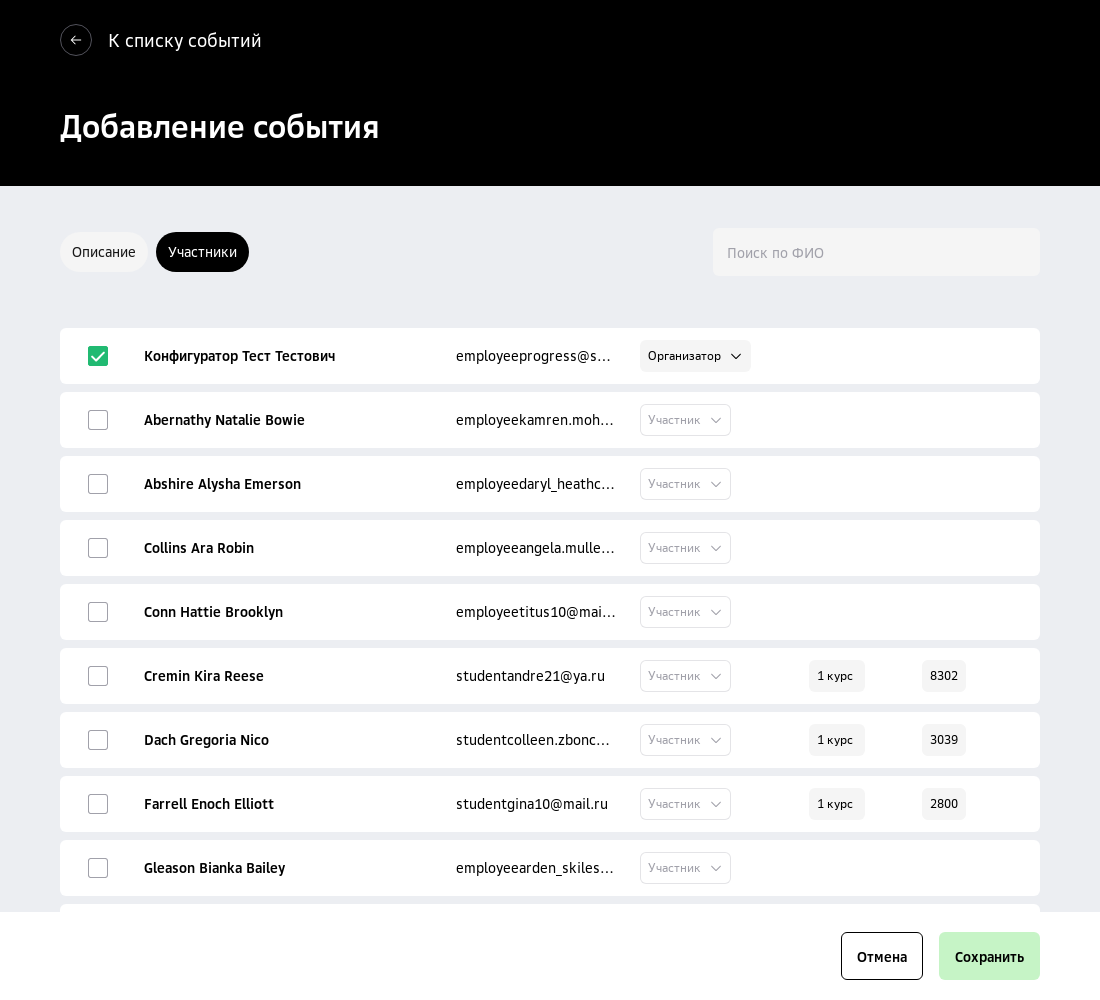 К списку событий
Добавление события
Описание Участники Поиск по ФИО
Конфигуратор Тест Тестович employeeprogress@s... Организатор
Abernathy Natalie Bowie employeekamren.moh... Участник
Abshire Alysha Emerson employeedaryl_heathc... Участник
Collins Ara Robin employeeangela.mulle... Участник
Conn Hattie Brooklyn employeetitus10@mai... Участник
Cremin Kira Reese studentandre21@ya.ru Участник 1 курс 8302
Dach Gregoria Nico studentcolleen.zbonc... Участник 1 курс 3039
Farrell Enoch Elliott studentgina10@mail.ru Участник 1 курс 2800
Gleason Bianka Bailey employeearden_skiles... Участник
Отмена Сохранить